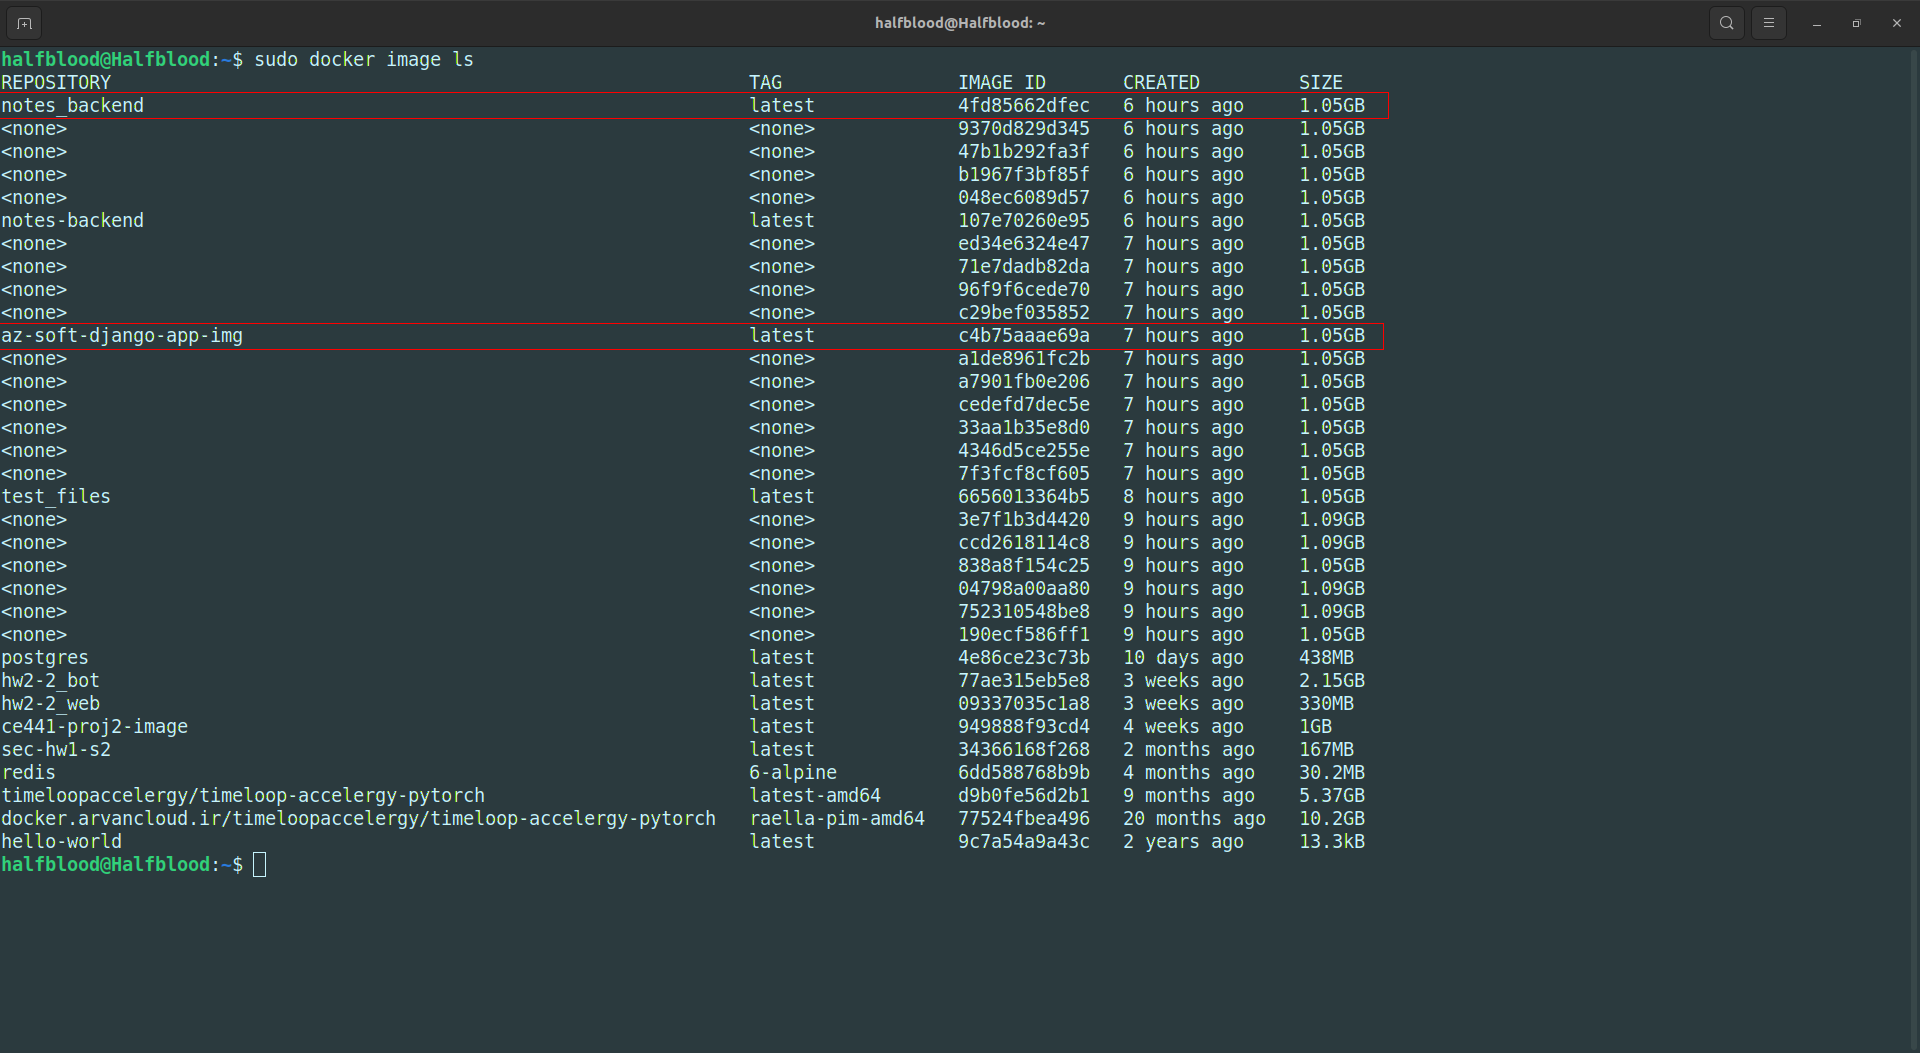 halfblood@Halfblood: ~
halfblood@Halfblood:~$ sudo docker image ls
REPOSITORY TAG IMAGE ID CREATED SIZE
notes_backend latest 4fd85662dfec 6 hours ago 1.05GB
<none> <none> 9370d829d345 6 hours ago 1.05GB
<none> <none> 47b1b292fa3f 6 hours ago 1.05GB
<none> <none> b1967f3bf85f 6 hours ago 1.05GB
<none> <none> 048ec6089d57 6 hours ago 1.05GB
notes-backend latest 107e70260e95 6 hours ago 1.05GB
<none> <none> ed34e6324e47 7 hours ago 1.05GB
<none> <none> 71e7dadb82da 7 hours ago 1.05GB
<none> <none> 96f9f6cede70 7 hours ago 1.05GB
<none> <none> c29bef035852 7 hours ago 1.05GB
az-soft-django-app-img latest c4b75aaae69a 7 hours ago 1.05GB
<none> <none> a1de8961fc2b 7 hours ago 1.05GB
<none> <none> a7901fb0e206 7 hours ago 1.05GB
<none> <none> cedefd7dec5e 7 hours ago 1.05GB
<none> <none> 33aa1b35e8d0 7 hours ago 1.05GB
<none> <none> 4346d5ce255e 7 hours ago 1.05GB
<none> <none> 7f3fcf8cf605 7 hours ago 1.05GB
test_files latest 6656013364b5 8 hours ago 1.05GB
<none> <none> 3e7f1b3d4420 9 hours ago 1.09GB
<none> <none> ccd2618114c8 9 hours ago 1.09GB
<none> <none> 838a8f154c25 9 hours ago 1.05GB
<none> <none> 04798a00aa80 9 hours ago 1.09GB
<none> <none> 752310548be8 9 hours ago 1.09GB
<none> <none> 190ecf586ff1 9 hours ago 1.05GB
postgres latest 4e86ce23c73b 10 days ago 438MB
hw2-2_bot latest 77ae315eb5e8 3 weeks ago 2.15GB
hw2-2_web latest 09337035c1a8 3 weeks ago 330MB
ce441-proj2-image latest 949888f93cd4 4 weeks ago 1GB
sec-hw1-s2 latest 34366168f268 2 months ago 167MB
redis 6-alpine 6dd588768b9b 4 months ago 30.2MB
timeloopaccelergy/timeloop-accelergy-pytorch latest-amd64 d9b0fe56d2b1 9 months ago 5.37GB
docker.arvancloud.ir/timeloopaccelergy/timeloop-accelergy-pytorch raella-pim-amd64 77524fbea496 20 months ago 10.2GB
hello-world latest 9c7a54a9a43c 2 years ago 13.3kB
halfblood@Halfblood:~$